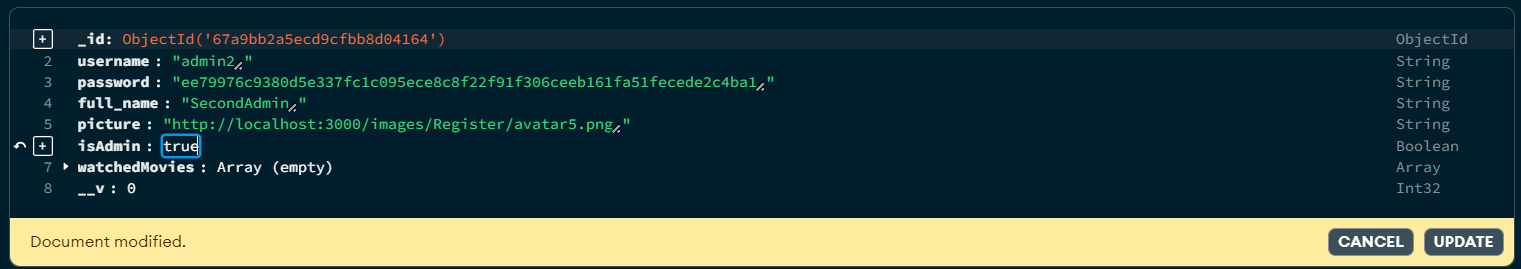 _id: ObjectId('67a9bb2a5ecd9cfbb8d04164') ObjectId
2 username : "admin2" String
3 password : "ee79976c9380d5e337fc1c095ece8c8f22f91f306ceeb161fa51fecede2c4ba1" String
4 full_name : "SecondAdmin" String
5 picture : "http://localhost:3000/images/Register/avatar5.png" String
isAdmin : true Boolean
7 watchedMovies : Array (empty) Array
8 __v : 0 Int32
Document modified. CANCEL UPDATE